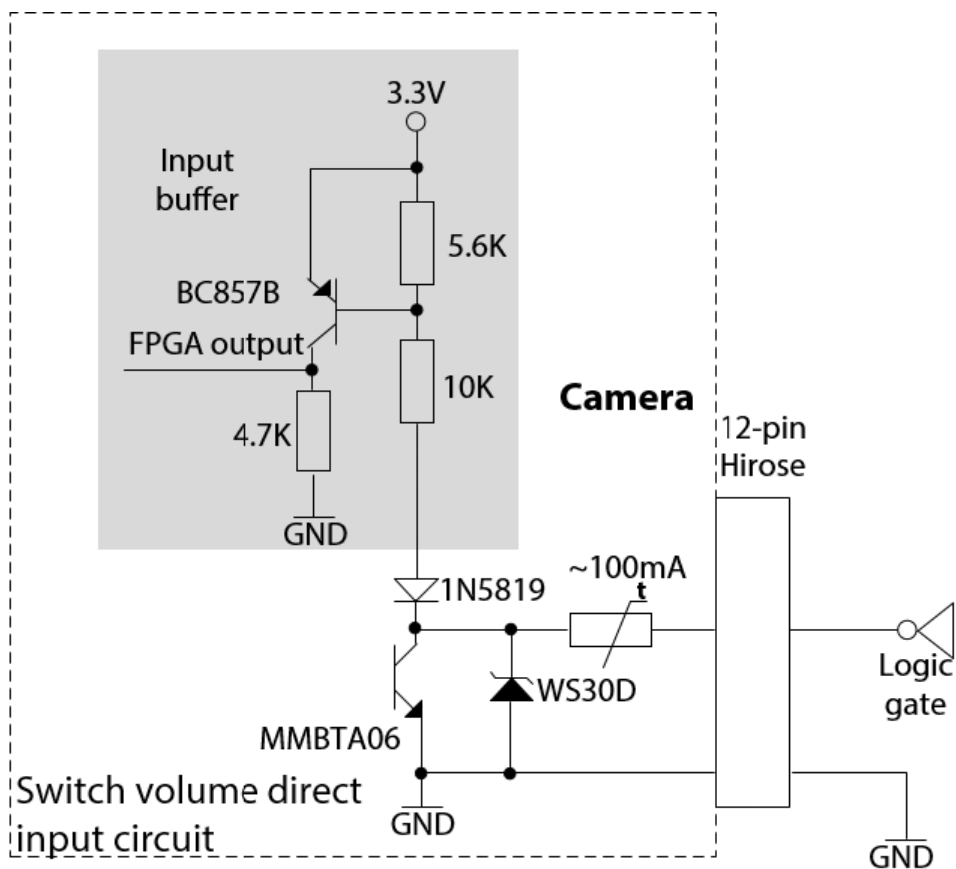 3.3V
Input
buffer
5.6K
BC857B
FPGA output
10K
4.7K
GND
Camera
12-pin
Hirose
1N5819
~100mA
t
WS30D
MMBTA06
Logic
gate
Switch volume direct
input circuit
GND
GND